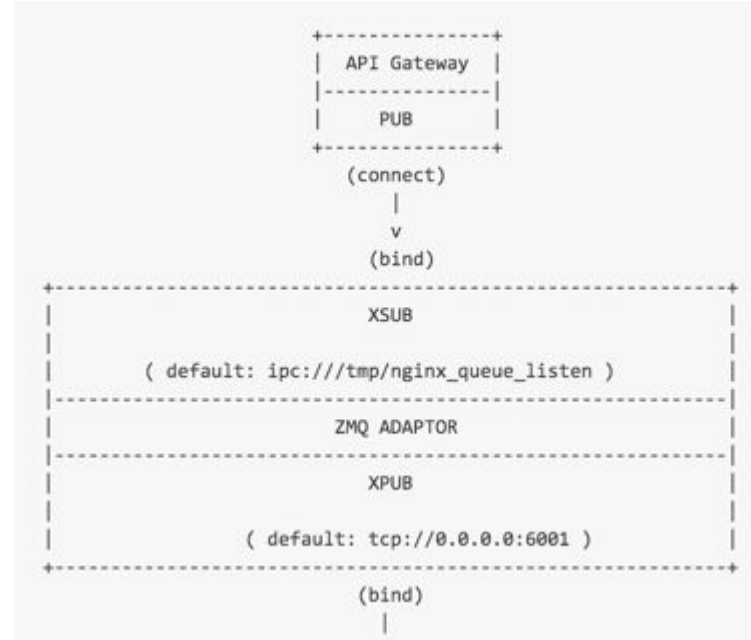 +---------------+
|  API Gateway  |
|---------------|
|      PUB      |
+---------------+
(connect)
|
v
(bind)
+----------------------------------------------------------------+
|                              XSUB                              |
|                                                                |
|         ( default: ipc:///tmp/nginx_queue_listen )             |
|----------------------------------------------------------------|
|                          ZMQ ADAPTOR                           |
|----------------------------------------------------------------|
|                              XPUB                              |
|                                                                |
|                  ( default: tcp://0.0.0.0:6001 )               |
+----------------------------------------------------------------+
(bind)
|